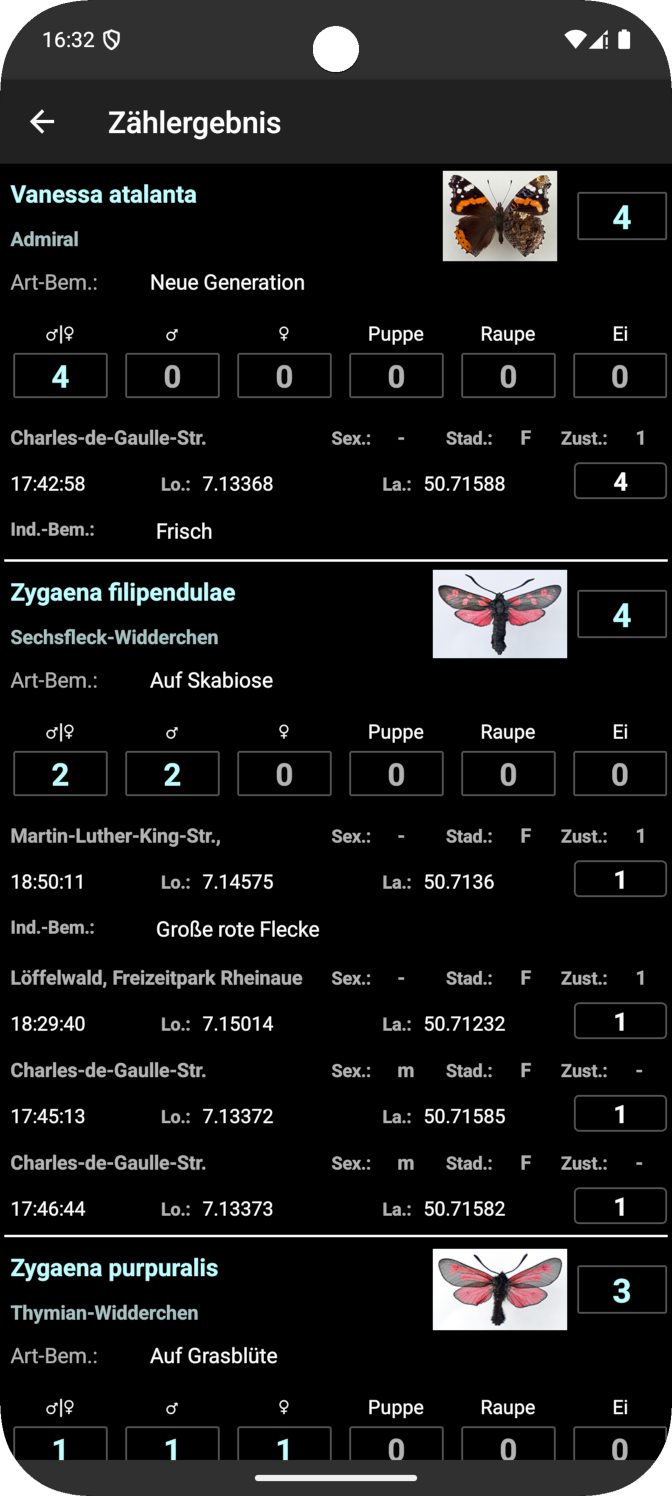 16:32
Zählergebnis
Vanessa atalanta
4
Admiral
Art-Bem.: Neue Generation
♂|♀ ♂ ♀ Puppe Raupe Ei
4 0 0 0 0 0
Charles-de-Gaulle-Str. Sex.: - Stad.: F Zust.: 1
17:42:58 Lo.: 7.13368 La.: 50.71588 4
Ind.-Bem.: Frisch
Zygaena filipendulae
4
Sechsfleck-Widderchen
Art-Bem.: Auf Skabiose
♂|♀ ♂ ♀ Puppe Raupe Ei
2 2 0 0 0 0
Martin-Luther-King-Str., Sex.: - Stad.: F Zust.: 1
18:50:11 Lo.: 7.14575 La.: 50.7136 1
Ind.-Bem.: Große rote Flecke
Löffelwald, Freizeitpark Rheinaue Sex.: - Stad.: F Zust.: 1
18:29:40 Lo.: 7.15014 La.: 50.71232 1
Charles-de-Gaulle-Str. Sex.: m Stad.: F Zust.: -
17:45:13 Lo.: 7.13372 La.: 50.71585 1
Charles-de-Gaulle-Str. Sex.: m Stad.: F Zust.: -
17:46:44 Lo.: 7.13373 La.: 50.71582 1
Zygaena purpuralis
3
Thymian-Widderchen
Art-Bem.: Auf Grasblüte
♂|♀ ♂ ♀ Puppe Raupe Ei
1 1 1 0 0 0